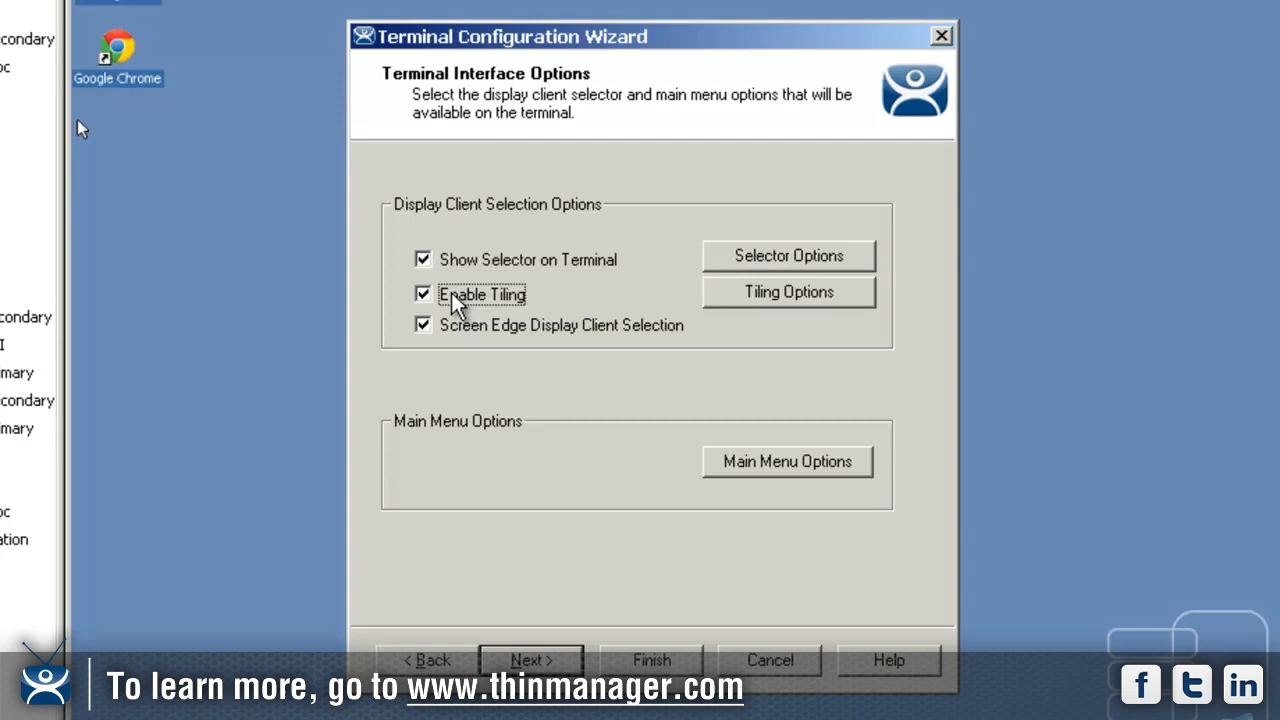 condary
oc
Google Chrome
condary
I
mary
condary
mary
oc
ation
Terminal Configuration Wizard
Terminal Interface Options
Select the display client selector and main menu options that will be
available on the terminal.
Display Client Selection Options
Show Selector on Terminal
Selector Options
Enable Tiling
Tiling Options
Screen Edge Display Client Selection
Main Menu Options
Main Menu Options
< Back
Next >
Finish
Cancel
Help
To learn more, go to www.thinmanager.com
f
t
in